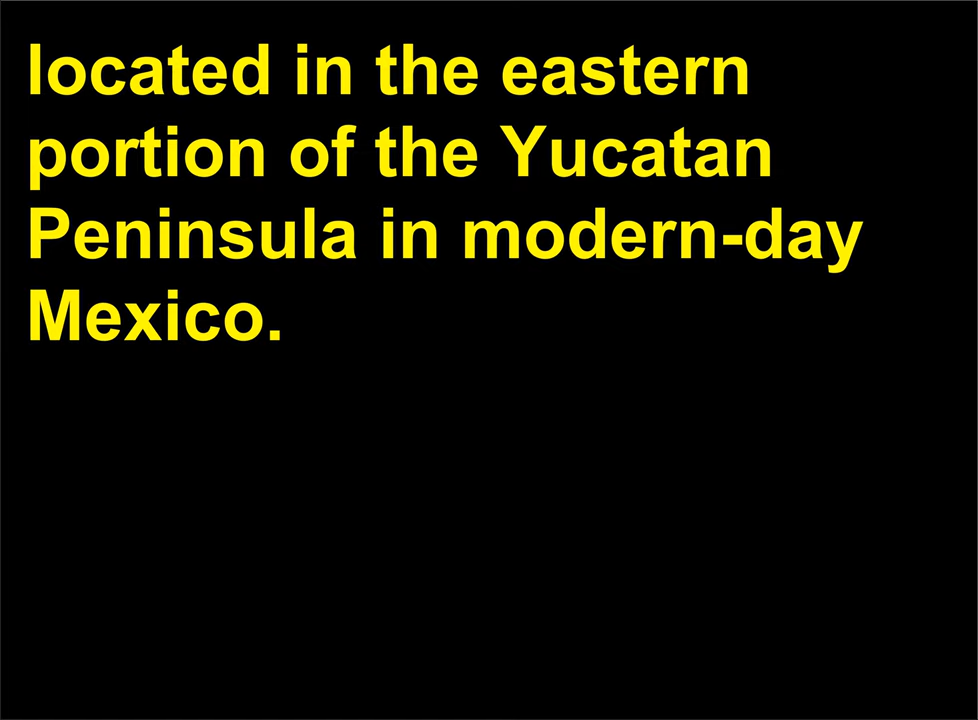 located in the eastern
portion of the Yucatan
Peninsula in modern-day
Mexico.